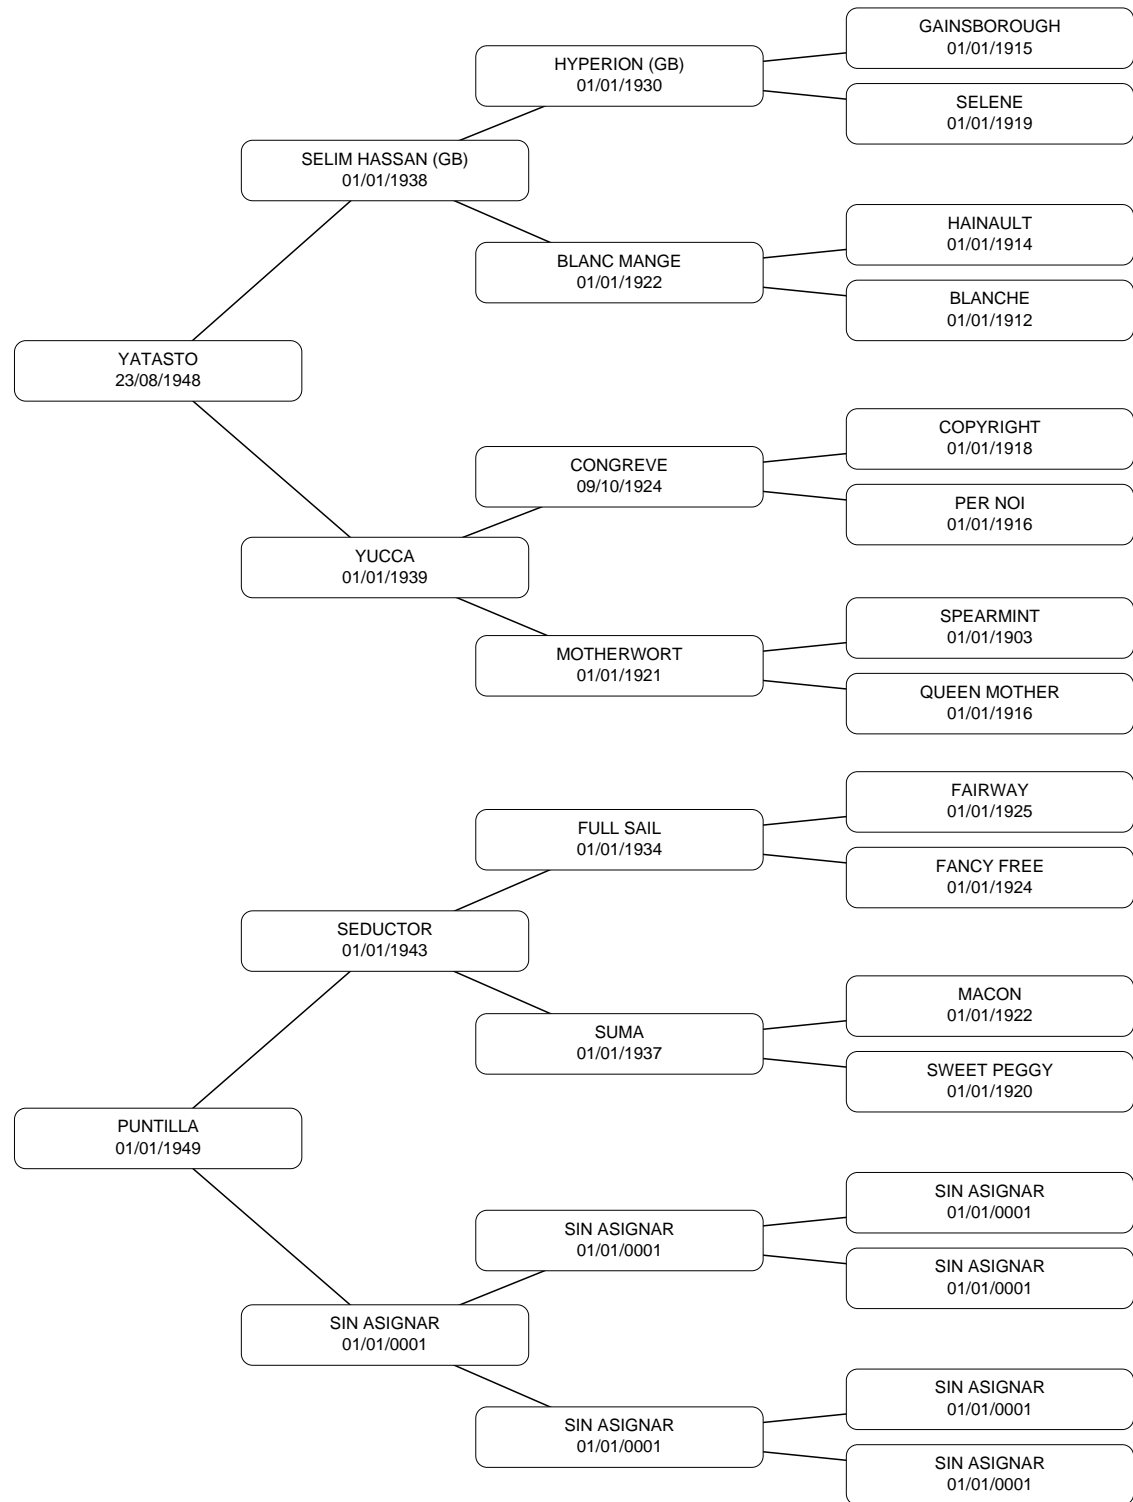 GAINSBOROUGH
01/01/1915
HYPERION (GB)
01/01/1930
SELENE
01/01/1919
SELIM HASSAN (GB)
01/01/1938
HAINAULT
01/01/1914
BLANC MANGE
01/01/1922
BLANCHE
01/01/1912
YATASTO
23/08/1948
COPYRIGHT
01/01/1918
CONGREVE
09/10/1924
PER NOI
01/01/1916
YUCCA
01/01/1939
SPEARMINT
01/01/1903
MOTHERWORT
01/01/1921
QUEEN MOTHER
01/01/1916
FAIRWAY
01/01/1925
FULL SAIL
01/01/1934
FANCY FREE
01/01/1924
SEDUCTOR
01/01/1943
MACON
01/01/1922
SUMA
01/01/1937
SWEET PEGGY
01/01/1920
PUNTILLA
01/01/1949
SIN ASIGNAR
01/01/0001
SIN ASIGNAR
01/01/0001
SIN ASIGNAR
01/01/0001
SIN ASIGNAR
01/01/0001
SIN ASIGNAR
01/01/0001
SIN ASIGNAR
01/01/0001
SIN ASIGNAR
01/01/0001